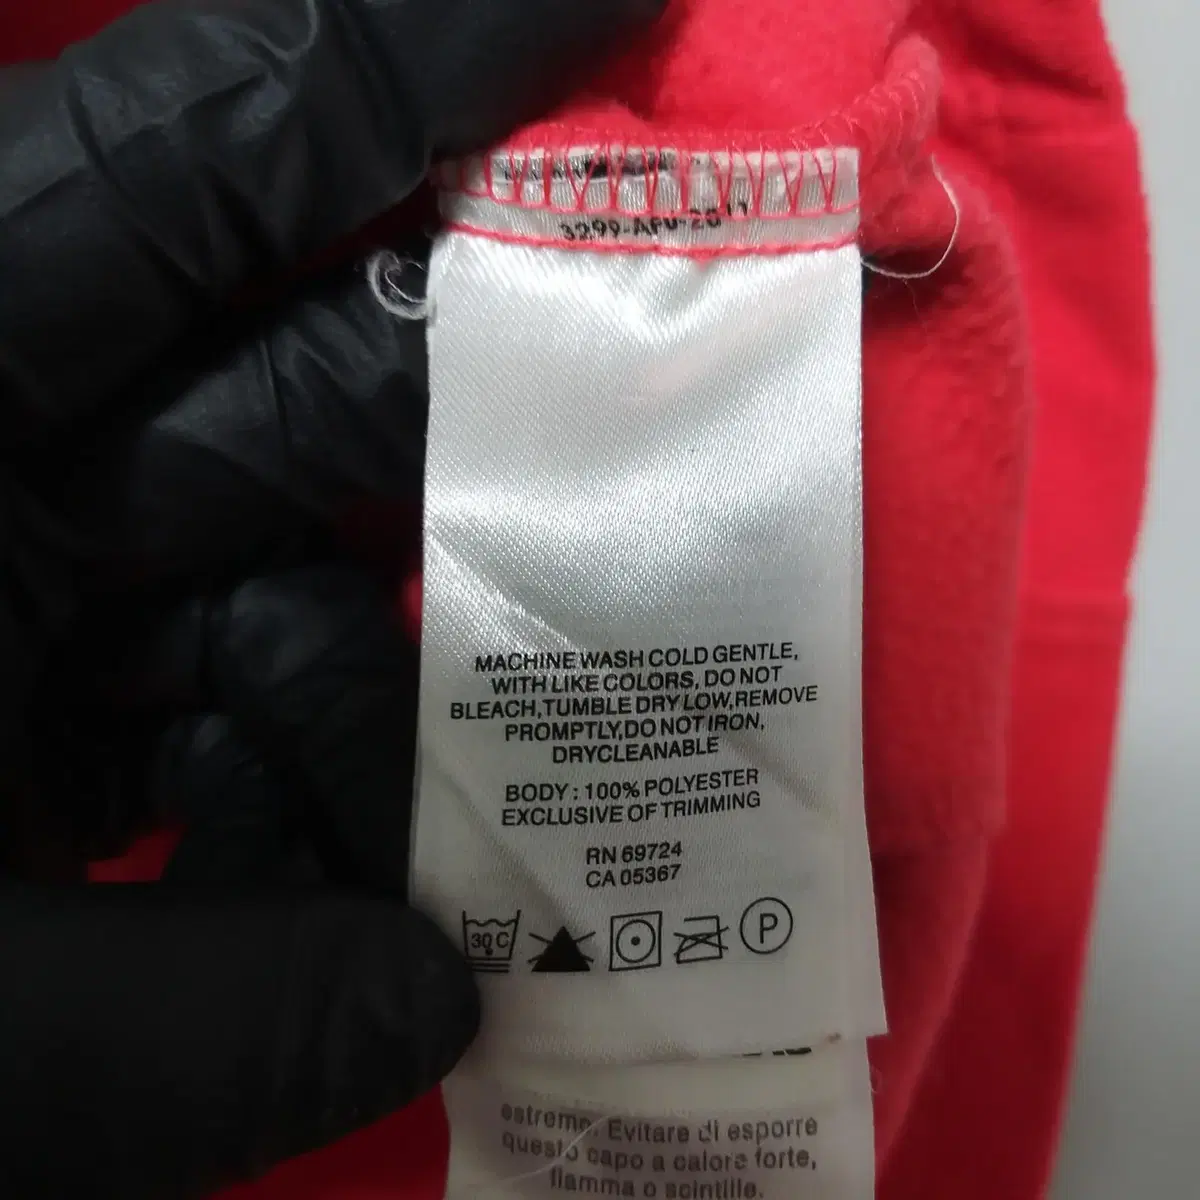 MACHINE WASH COLD GENTLE,
WITH LIKE COLORS, DO NOT
BLEACH,TUMBLE DRY LOW,REMOVE
PROMPTLY,DO NOT IRON,
DRYCLEANABLE
BODY : 100% POLYESTER
EXCLUSIVE OF TRIMMING
RN 69724
CA 05367
30 C
P
estreme. Evitare di esporre
questo capo a calore forte,
fiamma o scintille.